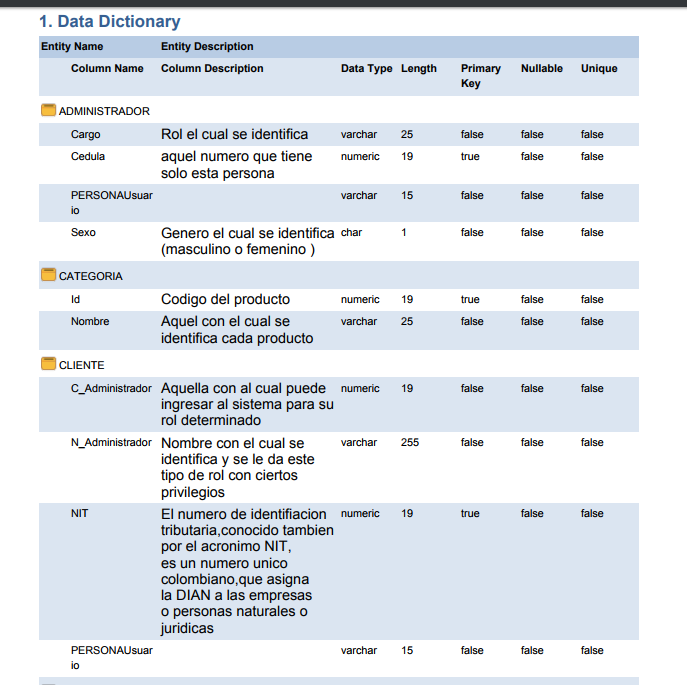 1. Data Dictionary
Entity Name Entity Description
Column Name Column Description Data Type Length Primary Key Nullable Unique
ADMINISTRADOR
Cargo Rol el cual se identifica varchar 25 false false false
Cedula aquel numero que tiene numeric 19 true false false
solo esta persona
PERSONAUsuar varchar 15 false false false
io
Sexo Genero el cual se identifica char 1 false false false
(masculino o femenino )
CATEGORIA
Id Codigo del producto numeric 19 true false false
Nombre Aquel con el cual se varchar 25 false false false
identifica cada producto
CLIENTE
C_Administrador Aquella con al cual puede numeric 19 false false false
ingresar al sistema para su
rol determinado
N_Administrador Nombre con el cual se varchar 255 false false false
identifica y se le da este
tipo de rol con ciertos
privilegios
NIT El numero de identifiacion numeric 19 true false false
tributaria,conocido tambien
por el acronimo NIT,
es un numero unico
colombiano,que asigna
la DIAN a las empresas
o personas naturales o
juridicas
PERSONAUsuar varchar 15 false false false
io